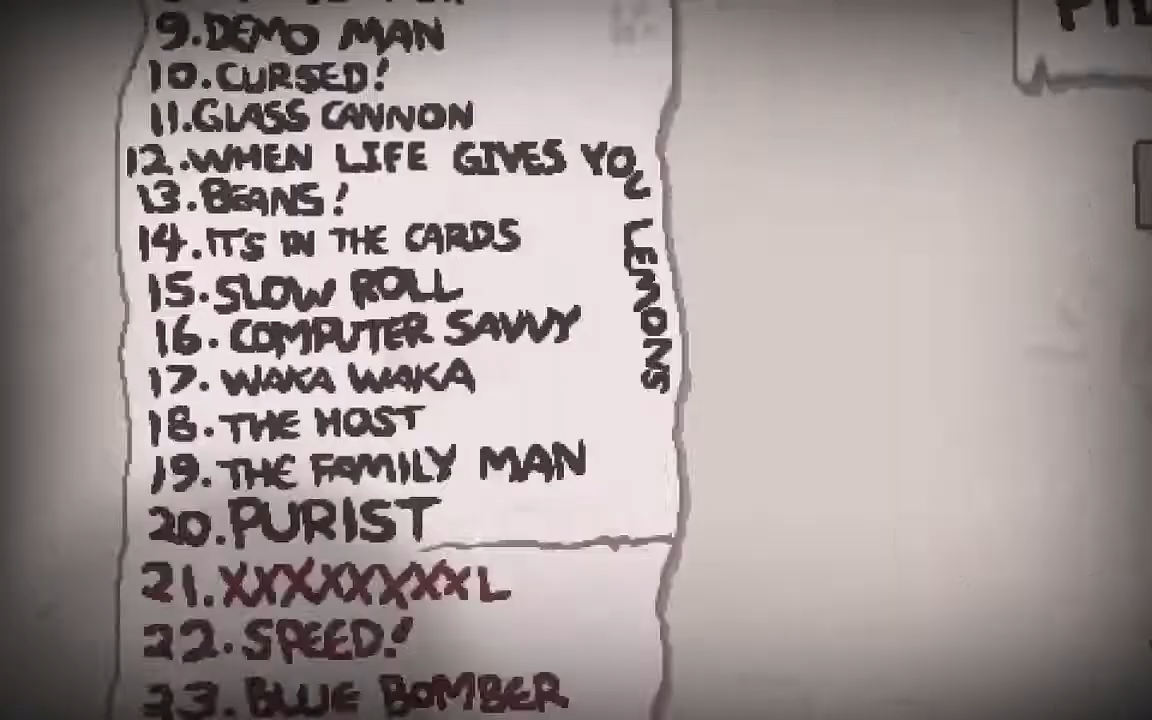 9.DEMO MAN
10.CURSED!
11.GLASS CANNON
12.WHEN LIFE GIVES YOU LEMONS
13.BEANS!
14.IT'S IN THE CARDS
15.SLOW ROLL
16.COMPUTER SAVVY
17.WAKA WAKA
18.THE HOST
19.THE FAMILY MAN
20.PURIST
21.XXXXXXXXL
22.SPEED!
23.BLUE BOMBER